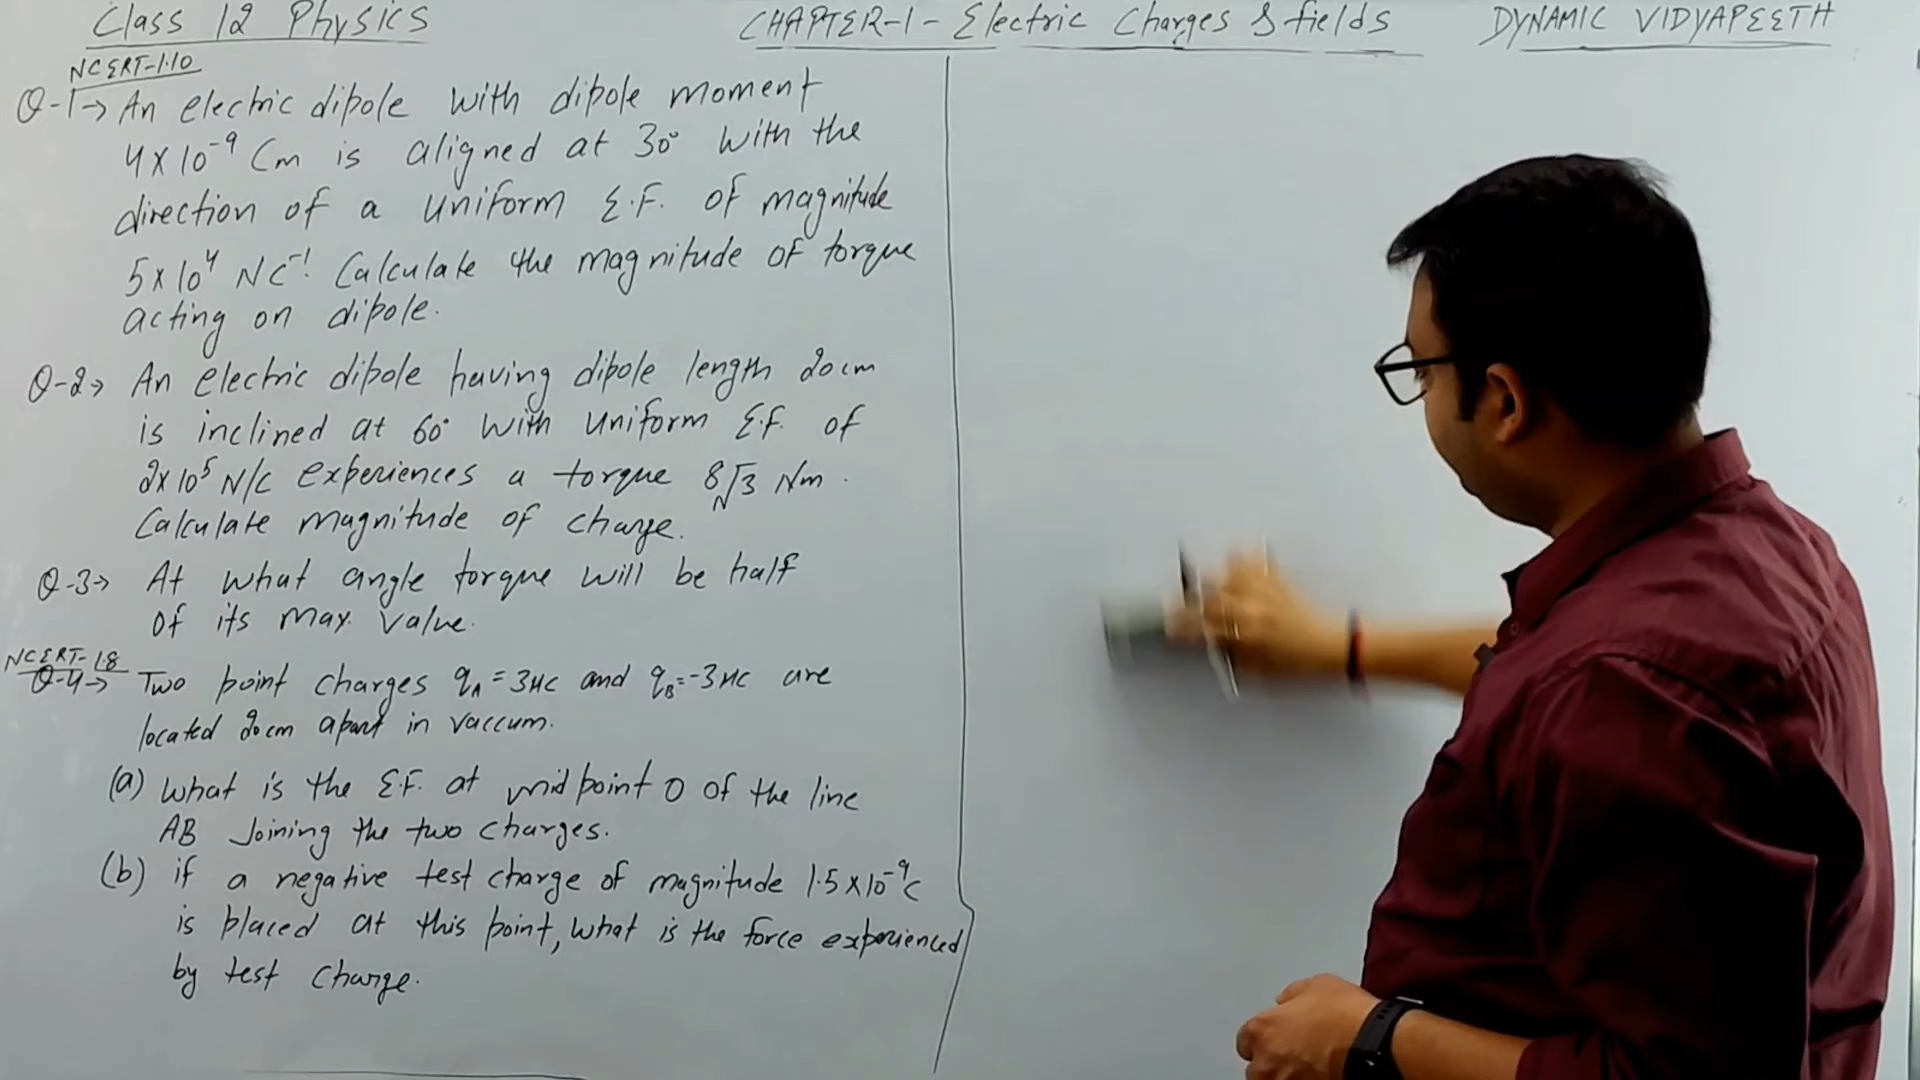 Class 12 Physics
CHAPTER-1 - Electric Charges & fields
DYNAMIC VIDYAPEETH
NCERT-1.10
Q-1→ An electric dipole with dipole moment
4×10⁻⁹ Cm is aligned at 30° with the
direction of a uniform E.F. of magnitude
5×10⁴ NC⁻¹. Calculate the magnitude of torque
acting on dipole.
Q-2→ An electric dipole having dipole length 20cm
is inclined at 60° with uniform E.F. of
2×10⁵ N/C experiences a torque 8√3 Nm.
Calculate magnitude of charge.
Q-3→ At what angle torque will be half
of its max. value.
NCERT-1.8
Q-4→ Two point charges qA = 3μc and qB = -3μc are
located 20cm apart in vaccum.
(a) What is the E.F. at midpoint O of the line
AB Joining the two charges.
(b) if a negative test charge of magnitude 1.5×10⁻⁹c
is placed at this point, what is the force experienced
by test charge.